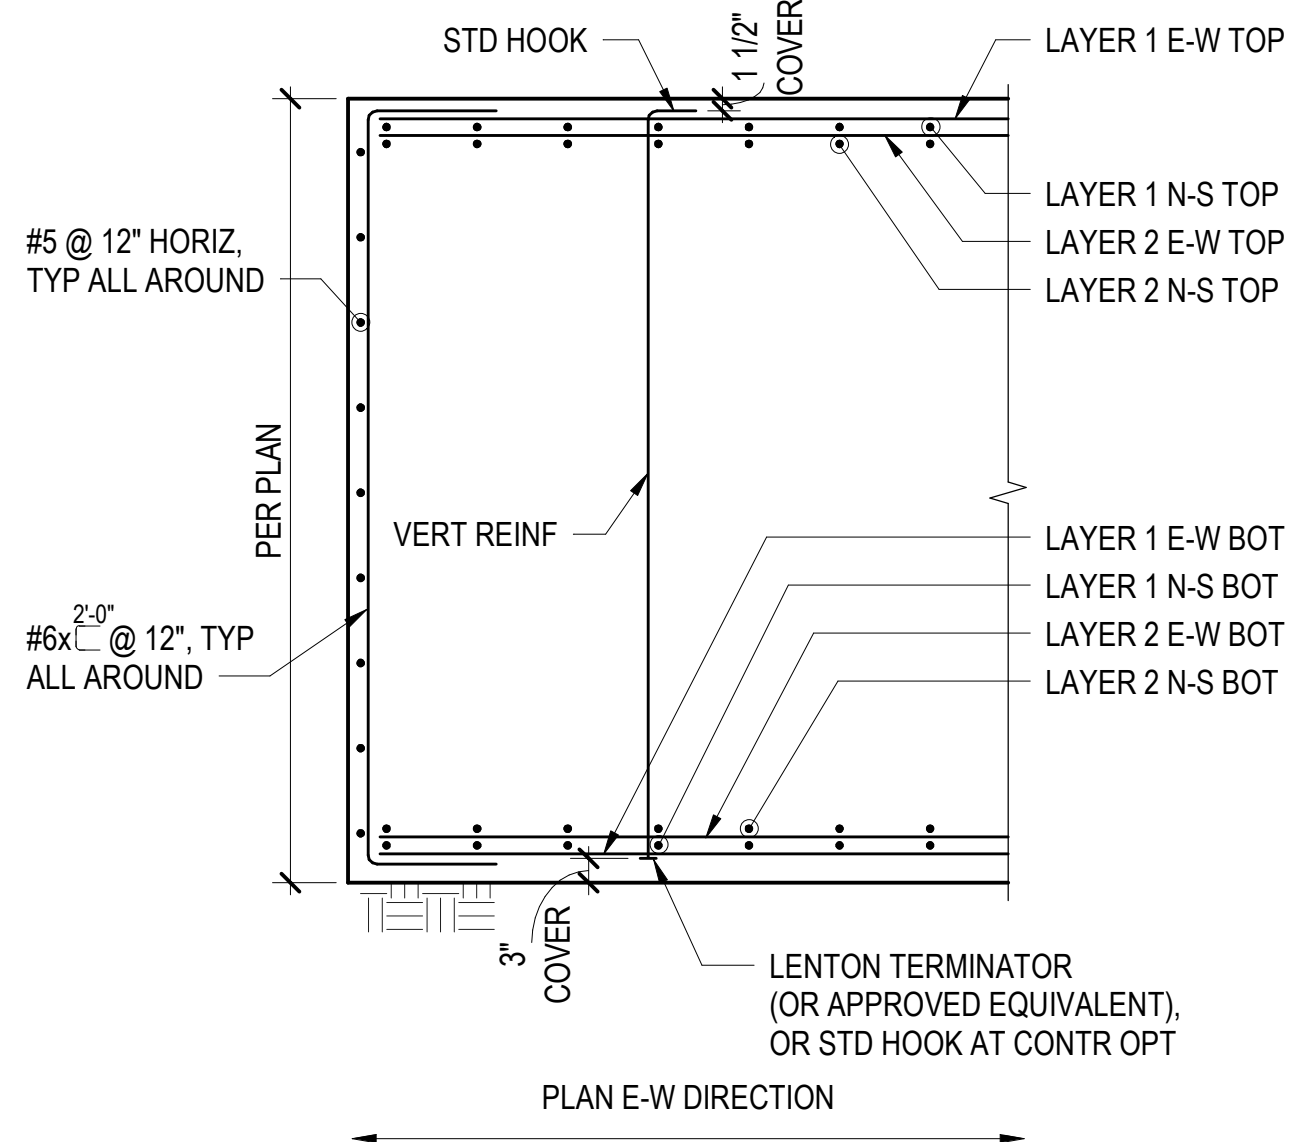 STD HOOK
1 1/2"
COVER
LAYER 1 E-W TOP
LAYER 1 N-S TOP
LAYER 2 E-W TOP
LAYER 2 N-S TOP
#5 @ 12" HORIZ,
TYP ALL AROUND
PER PLAN
VERT REINF
LAYER 1 E-W BOT
LAYER 1 N-S BOT
LAYER 2 E-W BOT
LAYER 2 N-S BOT
2'-0"
#6x @ 12", TYP
ALL AROUND
3"
COVER
LENTON TERMINATOR
(OR APPROVED EQUIVALENT),
OR STD HOOK AT CONTR OPT
PLAN E-W DIRECTION